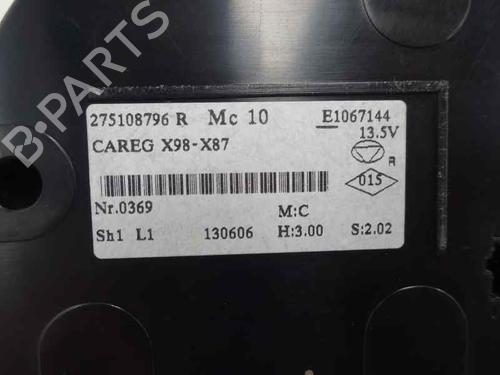 B-PARTS
275108796 R Mc 10 E1067144
13.5V
CAREG X98-X87
R
015
Nr.0369
M:C
Sh1 L1 130606 H:3.00 S:2.02